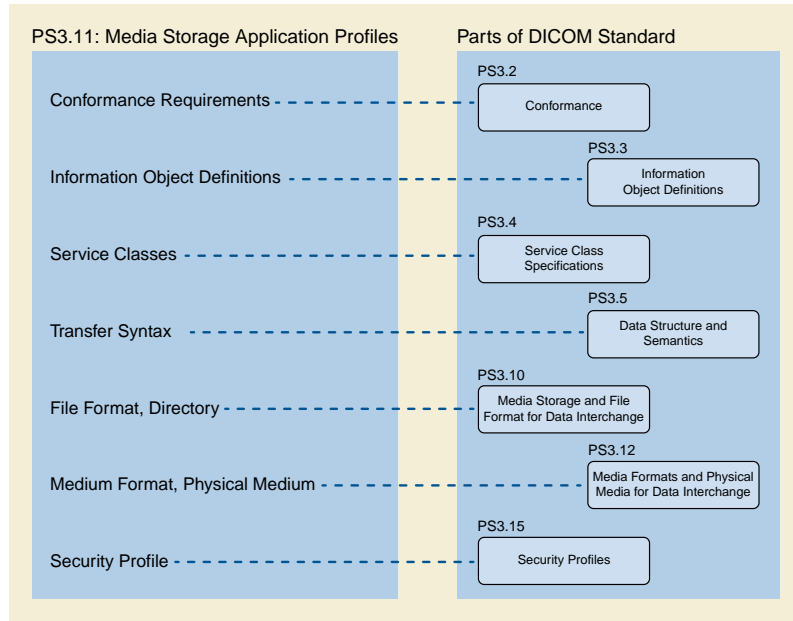 PS3.11: Media Storage Application Profiles
Parts of DICOM Standard
Conformance Requirements
PS3.2
Conformance
Information Object Definitions
PS3.3
Information
Object Definitions
Service Classes
PS3.4
Service Class
Specifications
Transfer Syntax
PS3.5
Data Structure and
Semantics
File Format, Directory
PS3.10
Media Storage and File
Format for Data Interchange
Medium Format, Physical Medium
PS3.12
Media Formats and Physical
Media for Data Interchange
Security Profile
PS3.15
Security Profiles